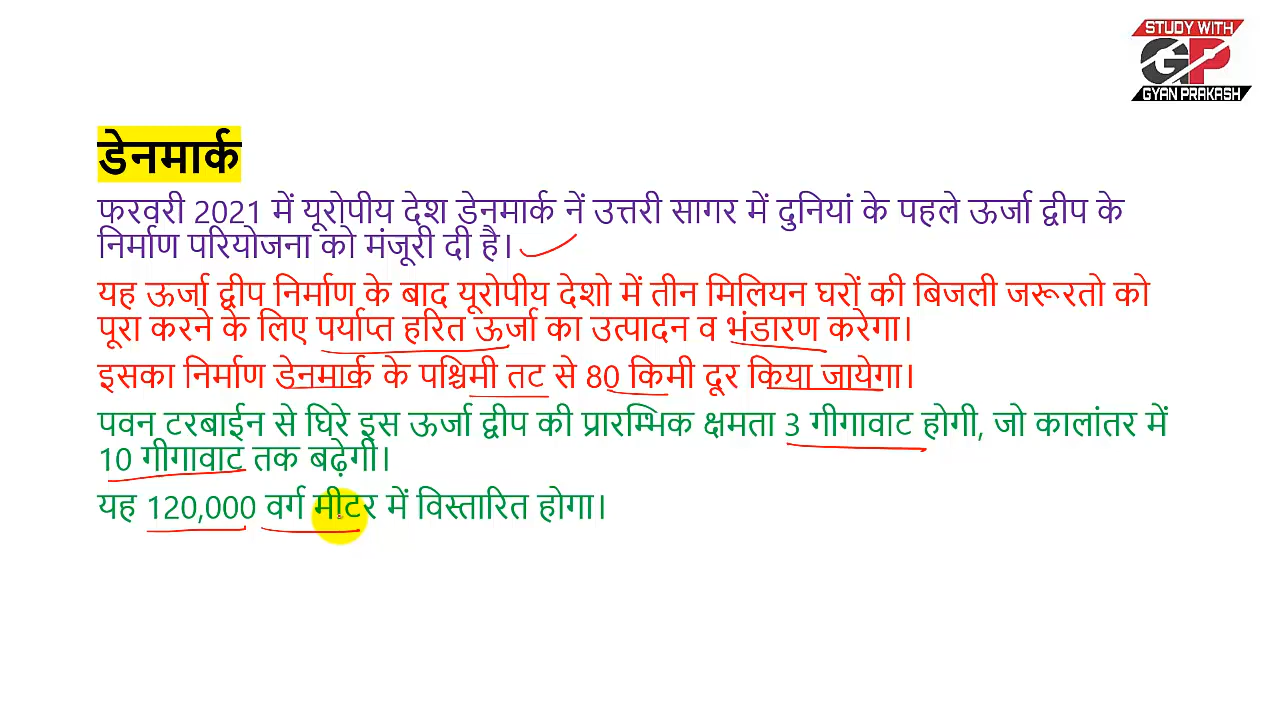 STUDY WITH
GP
GYAN PRAKASH
डेनमार्क
फरवरी 2021 में यूरोपीय देश डेनमार्क नें उत्तरी सागर में दुनियां के पहले ऊर्जा द्वीप के
निर्माण परियोजना को मंजूरी दी है।
यह ऊर्जा द्वीप निर्माण के बाद यूरोपीय देशो में तीन मिलियन घरों की बिजली जरूरतो को
पूरा करने के लिए पर्याप्त हरित ऊर्जा का उत्पादन व भंडारण करेगा।
इसका निर्माण डेनमार्क के पश्चिमी तट से 80 किमी दूर किया जायेगा।
पवन टरबाईन से घिरे इस ऊर्जा द्वीप की प्रारम्भिक क्षमता 3 गीगावाट होगी, जो कालांतर में
10 गीगावाट तक बढ़ेगी।
यह 120,000 वर्ग मीटर में विस्तारित होगा।